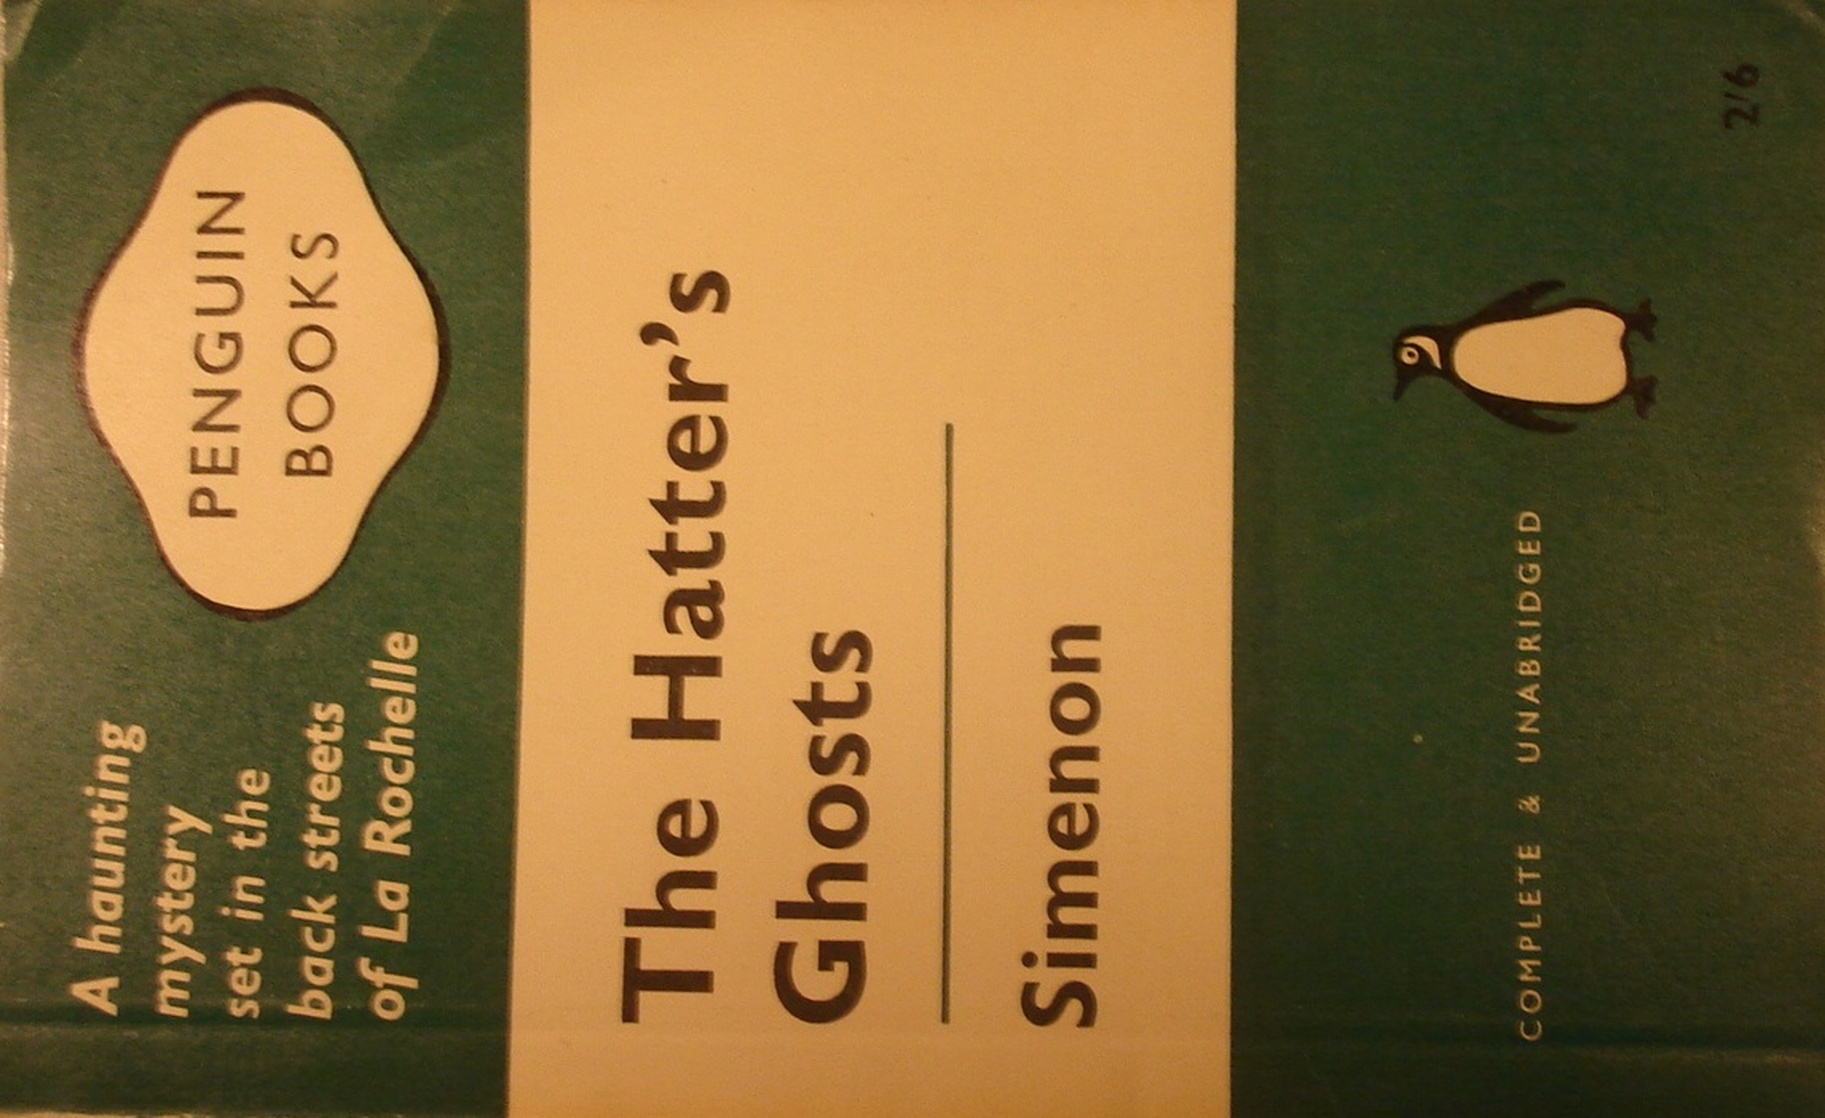 A haunting
mystery
set in the
back streets
of La Rochelle
PENGUIN
BOOKS
The Hatter's
Ghosts
Simenon
COMPLETE & UNABRIDGED
2/6